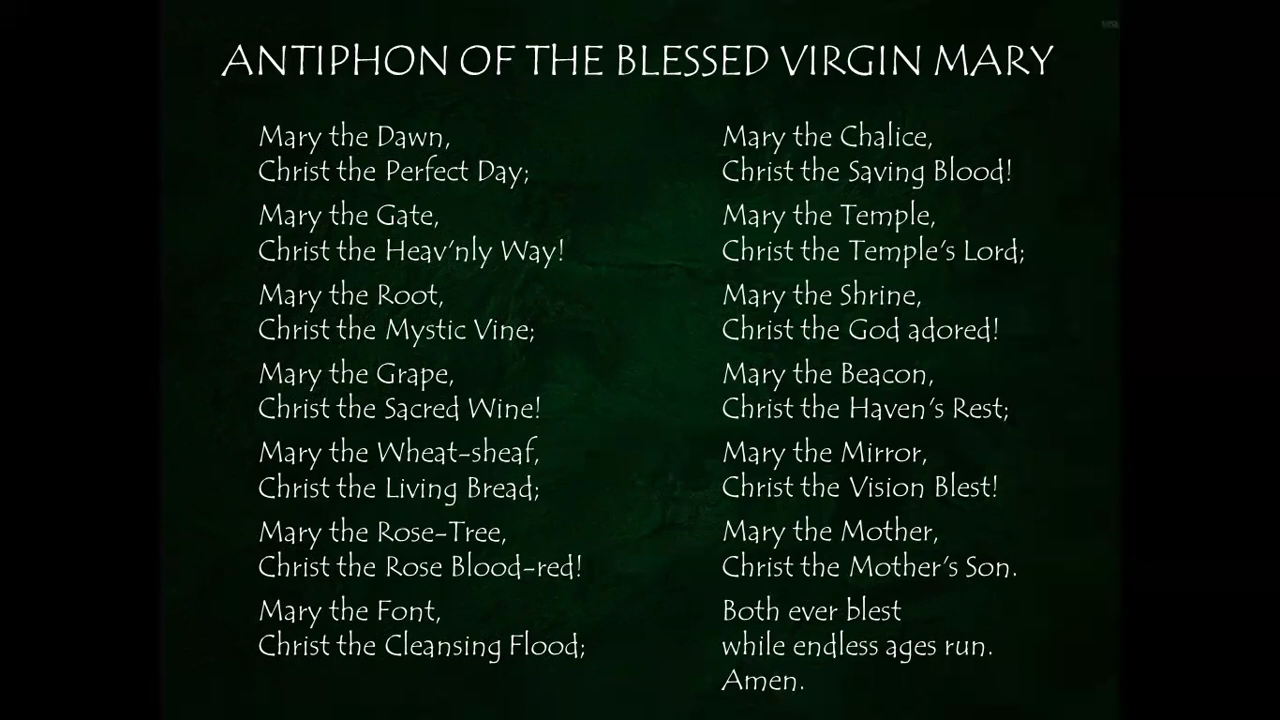 ANTIPHON OF THE BLESSED VIRGIN MARY
Mary the Dawn,
Christ the Perfect Day;
Mary the Gate,
Christ the Heav'nly Way!
Mary the Root,
Christ the Mystic Vine;
Mary the Grape,
Christ the Sacred Wine!
Mary the Wheat-sheaf,
Christ the Living Bread;
Mary the Rose-Tree,
Christ the Rose Blood-red!
Mary the Font,
Christ the Cleansing Flood;
Mary the Chalice,
Christ the Saving Blood!
Mary the Temple,
Christ the Temple's Lord;
Mary the Shrine,
Christ the God adored!
Mary the Beacon,
Christ the Haven's Rest;
Mary the Mirror,
Christ the Vision Blest!
Mary the Mother,
Christ the Mother's Son.
Both ever blest
while endless ages run.
Amen.